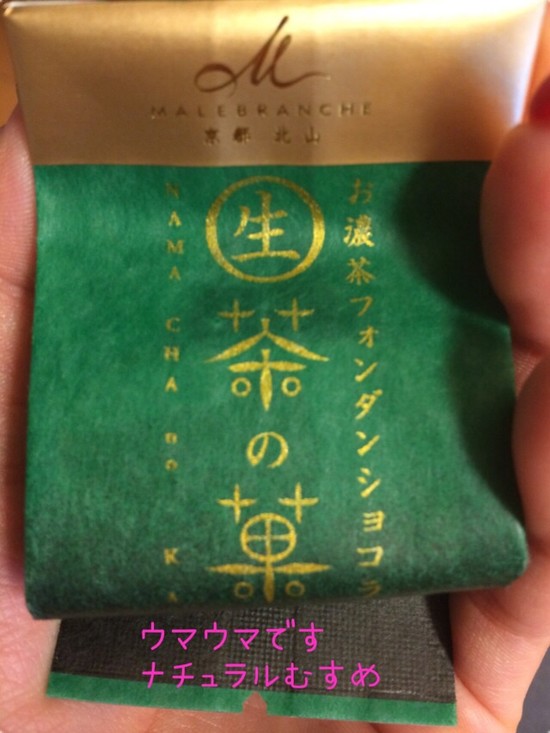 M
MALEBRANCHE
京都 北山
お濃茶フォンダンショコラ
生茶の菓
NAMA CHA no KA
ウマウマです
ナチュラルむすめ